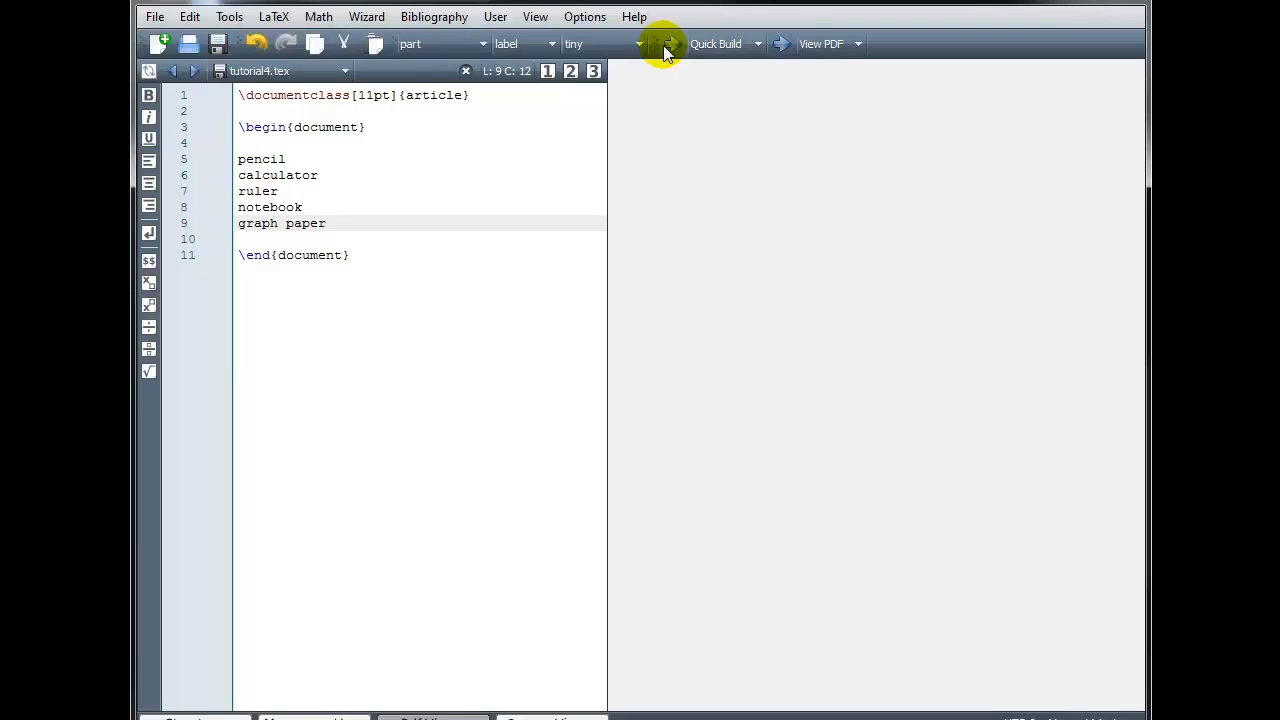 File Edit Tools LaTeX Math Wizard Bibliography User View Options Help
part label tiny Quick Build View PDF
tutorial4.tex L: 9 C: 12 1 2 3
1 \documentclass[11pt]{article}
2
3 \begin{document}
4
5 pencil
6 calculator
7 ruler
8 notebook
9 graph paper
10
11 \end{document}
B
i
U
$$